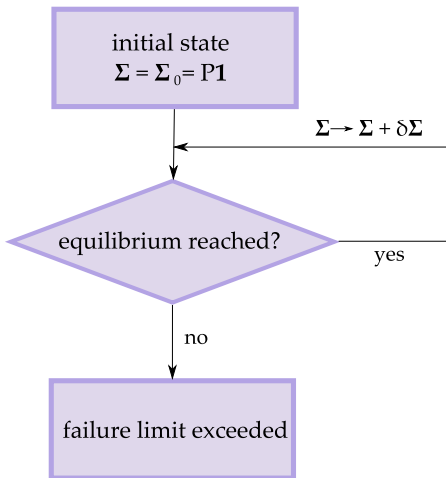 initial state
Σ = Σ₀= P1
Σ→ Σ + δΣ
equilibrium reached?
yes
no
failure limit exceeded